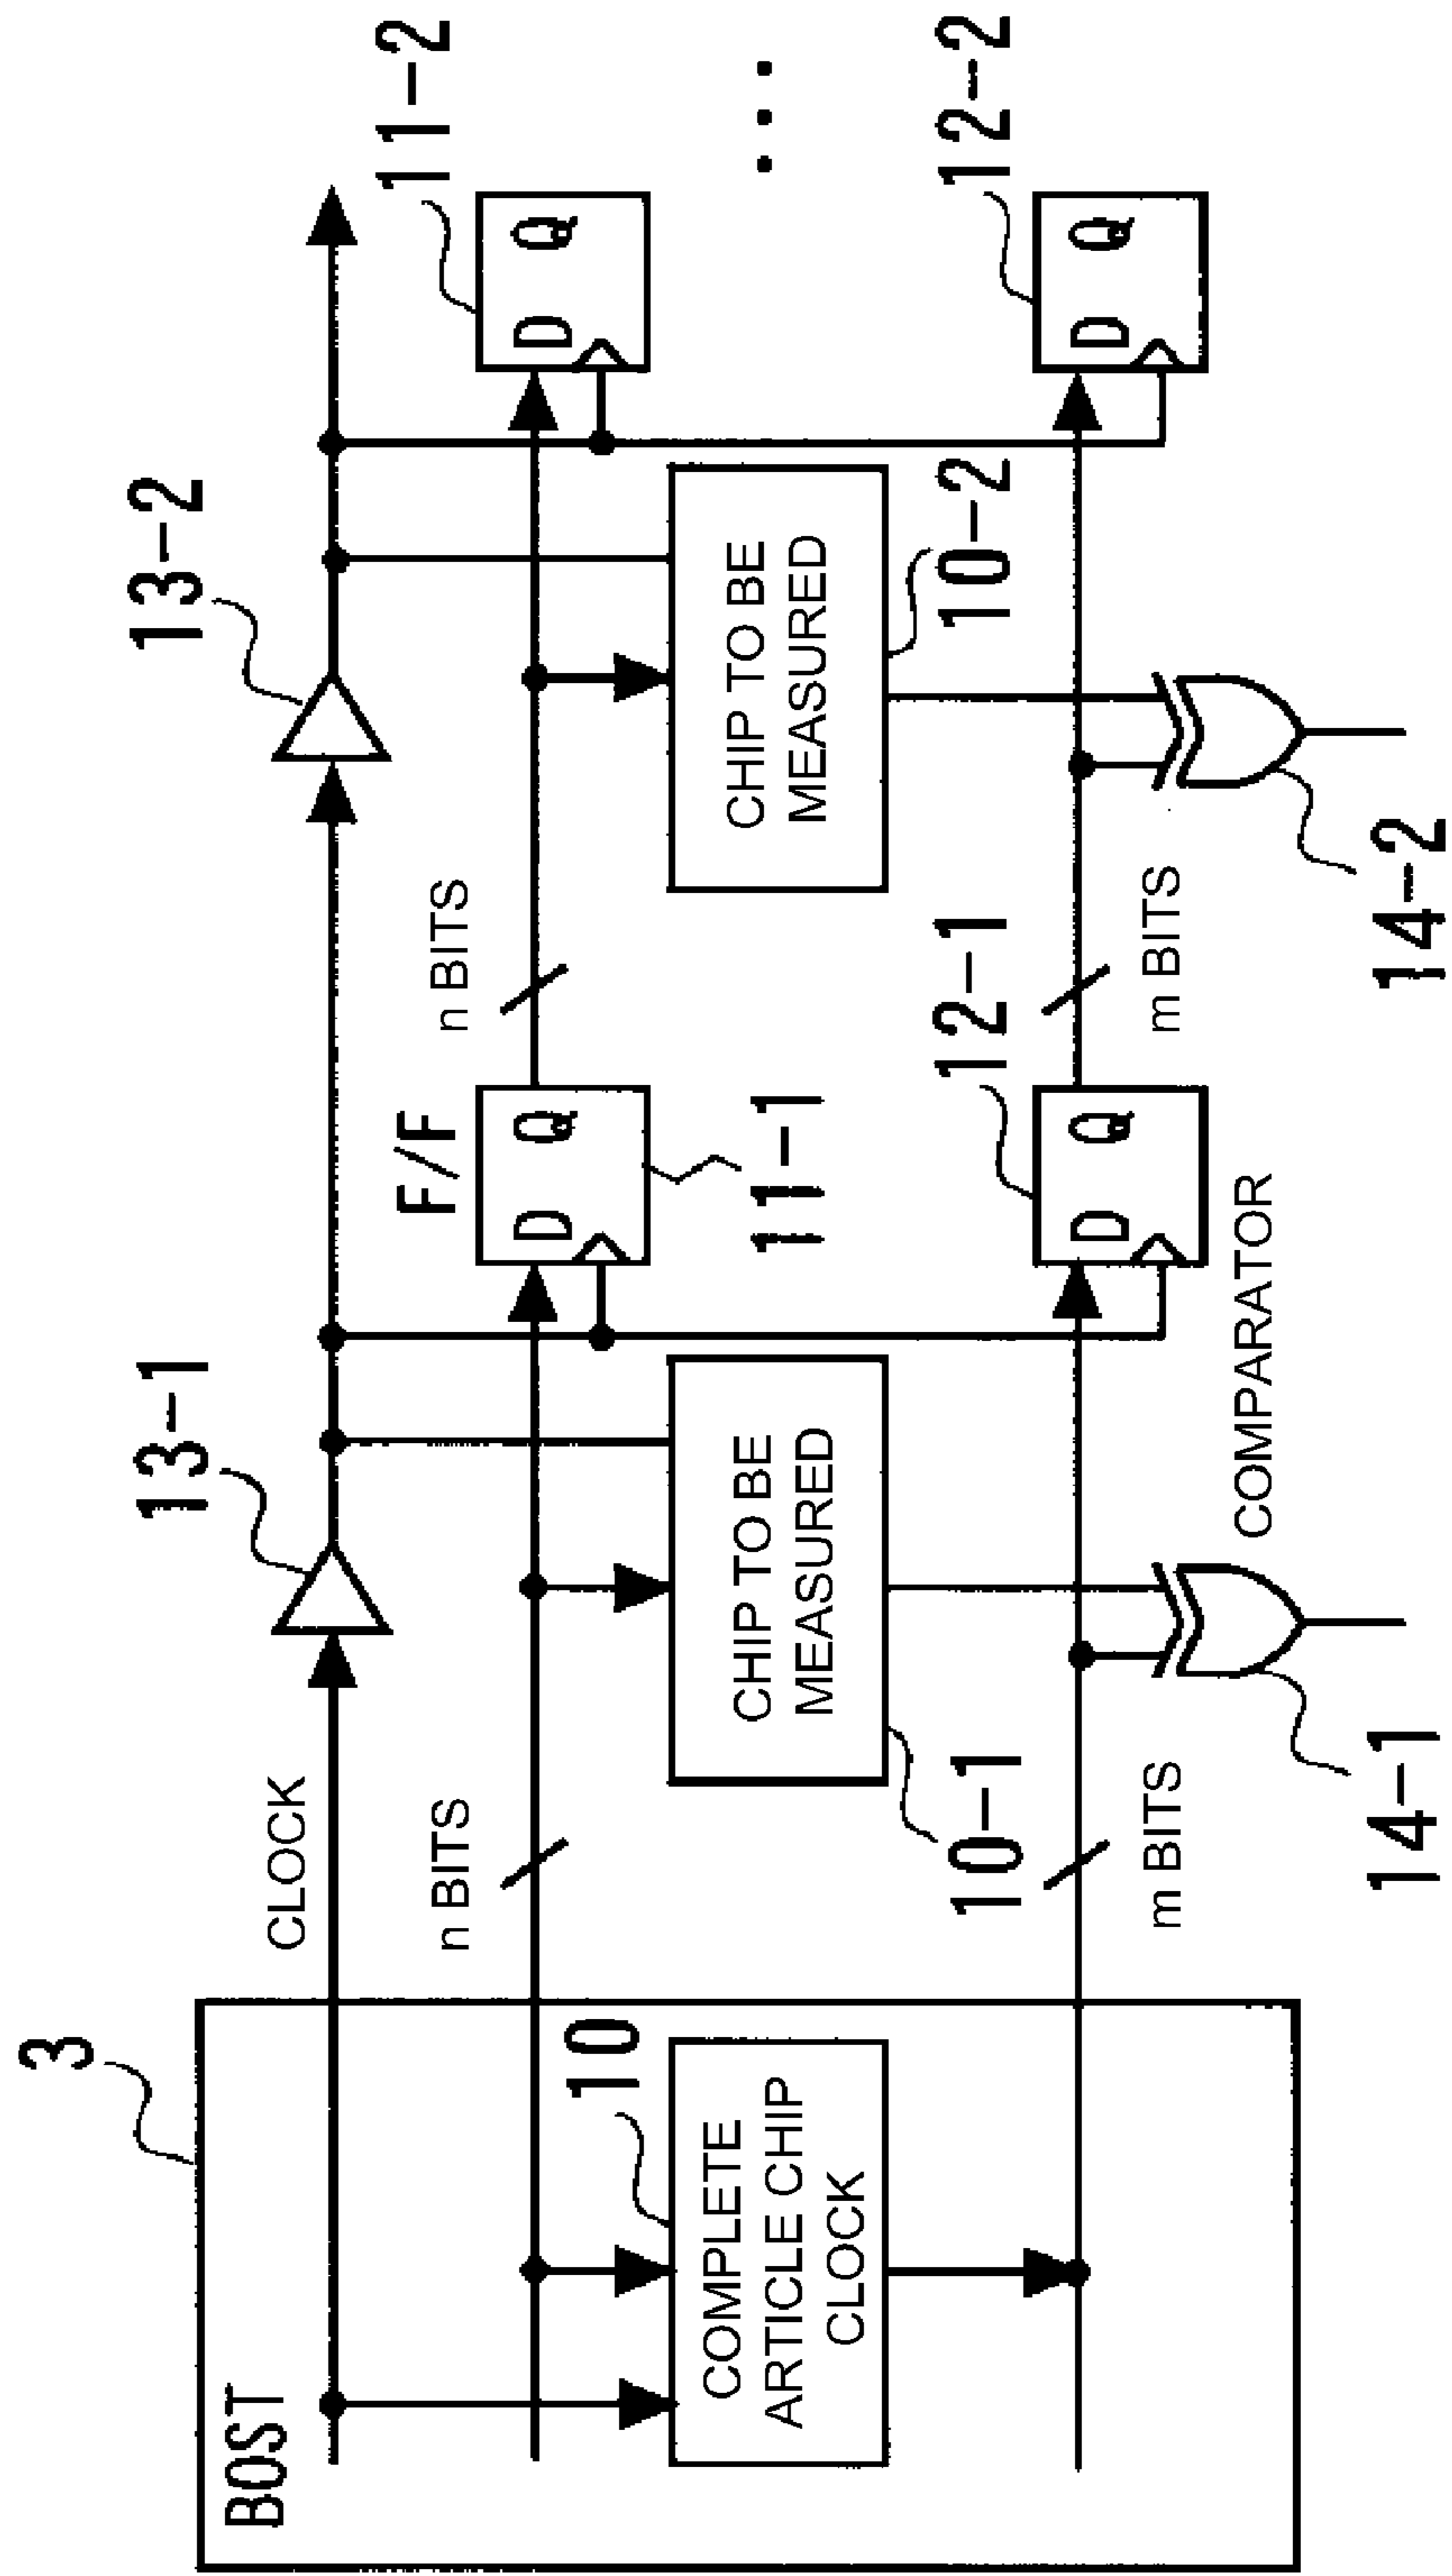 3
BOST
10
COMPLETE
ARTICLE CHIP
CLOCK
CLOCK
n BITS
m BITS
13-1
CHIP TO BE
MEASURED
10-1
14-1
COMPARATOR
F/F
D Q
11-1
D Q
12-1
n BITS
m BITS
13-2
CHIP TO BE
MEASURED
10-2
14-2
D Q
11-2
D Q
12-2
...